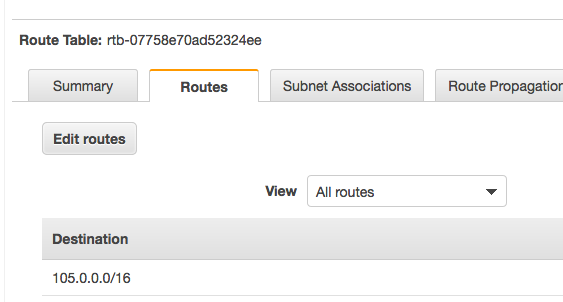 Route Table: rtb-07758e70ad52324ee
Summary Routes Subnet Associations Route Propagation
Edit routes
View All routes
Destination
105.0.0.0/16